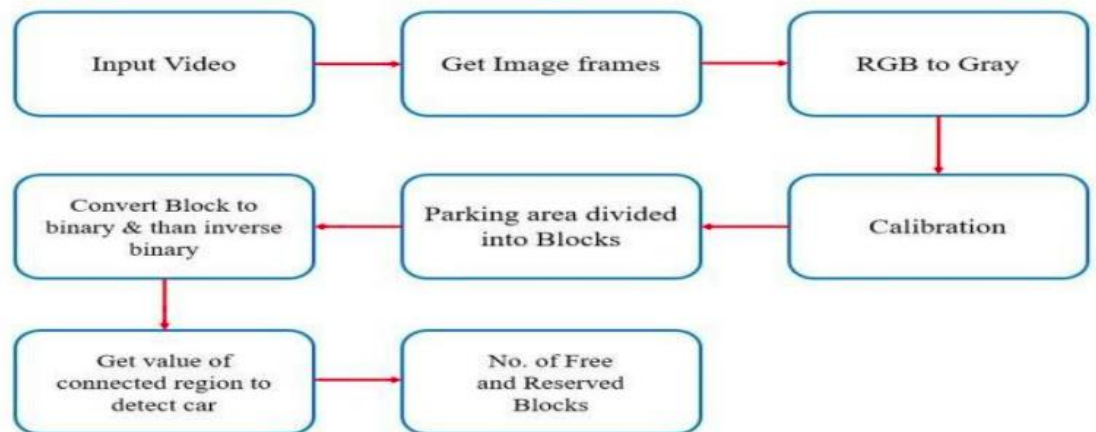 Input Video
Get Image frames
RGB to Gray
Calibration
Parking area divided
into Blocks
Convert Block to
binary & than inverse
binary
Get value of
connected region to
detect car
No. of Free
and Reserved
Blocks